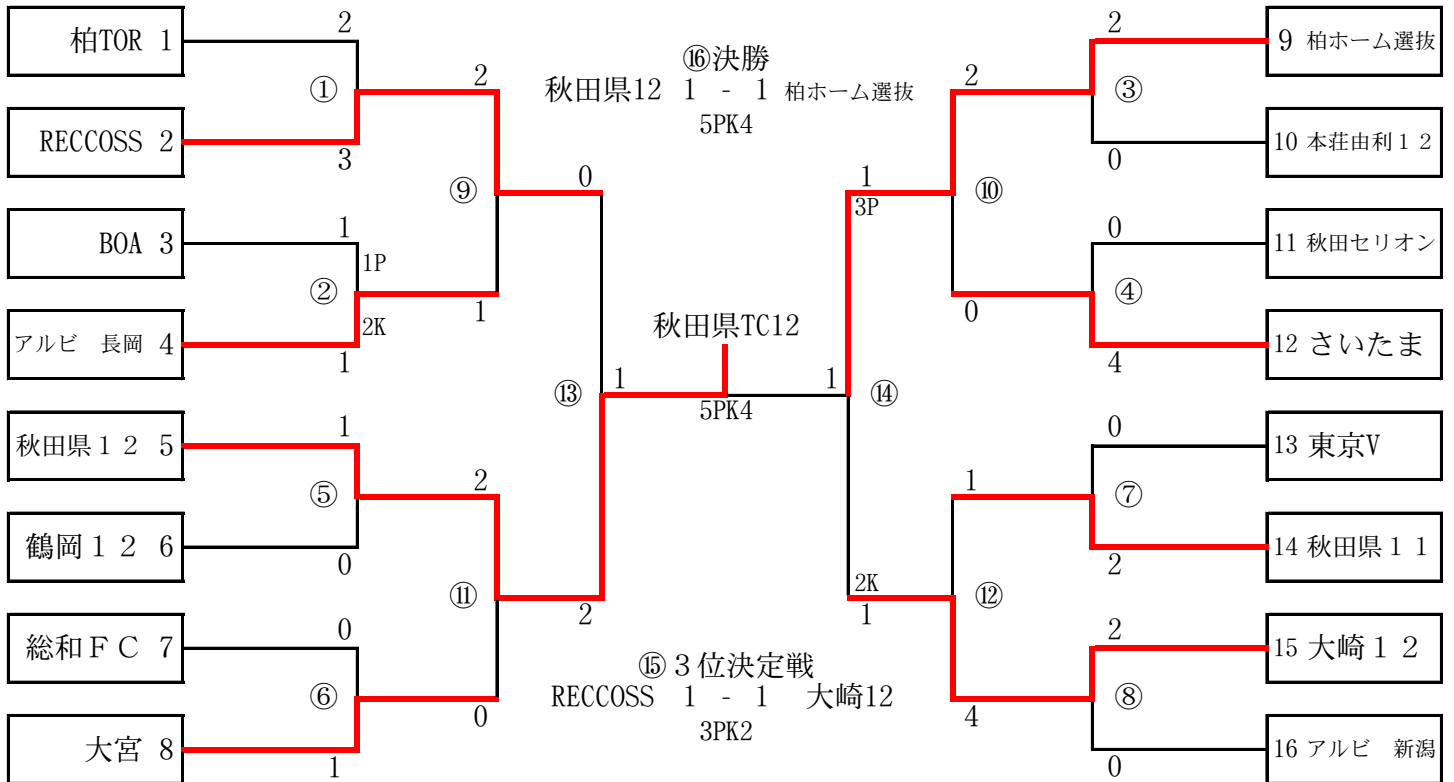 柏TOR 1
2
①
RECCOSS 2
3
2
⑨
BOA 3
1
1P
②
2K
アルビ 長岡 4
1
1
0
⑬
秋田県１２ 5
1
⑤
鶴岡１２ 6
0
2
⑪
総和ＦＣ 7
0
⑥
大宮 8
1
0
2
⑯決勝
秋田県12 1 - 1 柏ホーム選抜
5PK4
秋田県TC12
1
1
5PK4
⑮３位決定戦
RECCOSS 1 - 1 大崎12
3PK2
2
9 柏ホーム選抜
③
10 本荘由利１２
0
2
⑩
1
3P
0
11 秋田セリオン
④
12 さいたま
4
0
⑭
0
13 東京V
⑦
14 秋田県１１
2
1
⑫
2K
1
2
15 大崎１２
⑧
16 アルビ 新潟
0
4